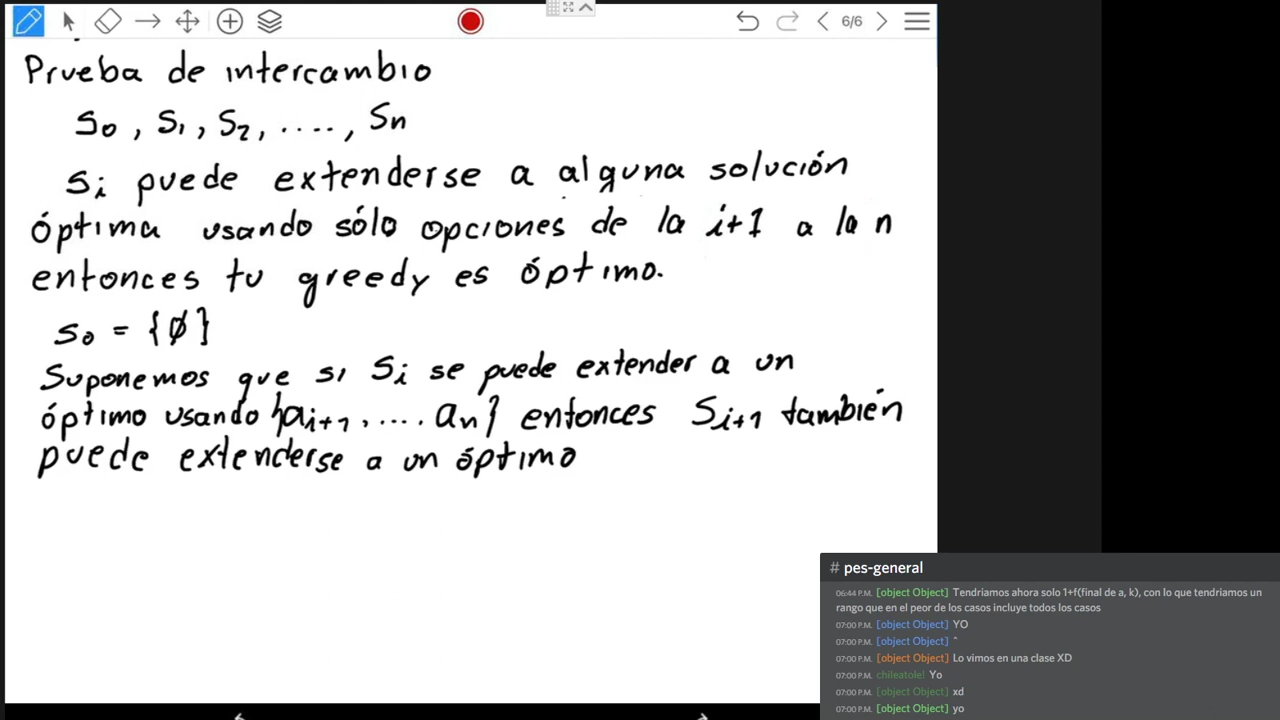 6/6
Prueba de intercambio
S0, S1, S2, ...., Sn
Si puede extenderse a alguna solución
óptima usando sólo opciones de la i+1 a la n
entonces tu greedy es óptimo.
S0 = {Ø}
Suponemos que si Si se puede extender a un
óptimo usando {ai+1, .... an} entonces Si+1 también
puede extenderse a un óptimo
# pes-general
06:44 P.M. [object Object] Tendriamos ahora solo 1+f(final de a, k), con lo que tendriamos un
rango que en el peor de los casos incluye todos los casos
07:00 P.M. [object Object] YO
07:00 P.M. [object Object] ^
07:00 P.M. [object Object] Lo vimos en una clase XD
07:00 P.M. chileatole! Yo
07:00 P.M. [object Object] xd
07:00 P.M. [object Object] yo